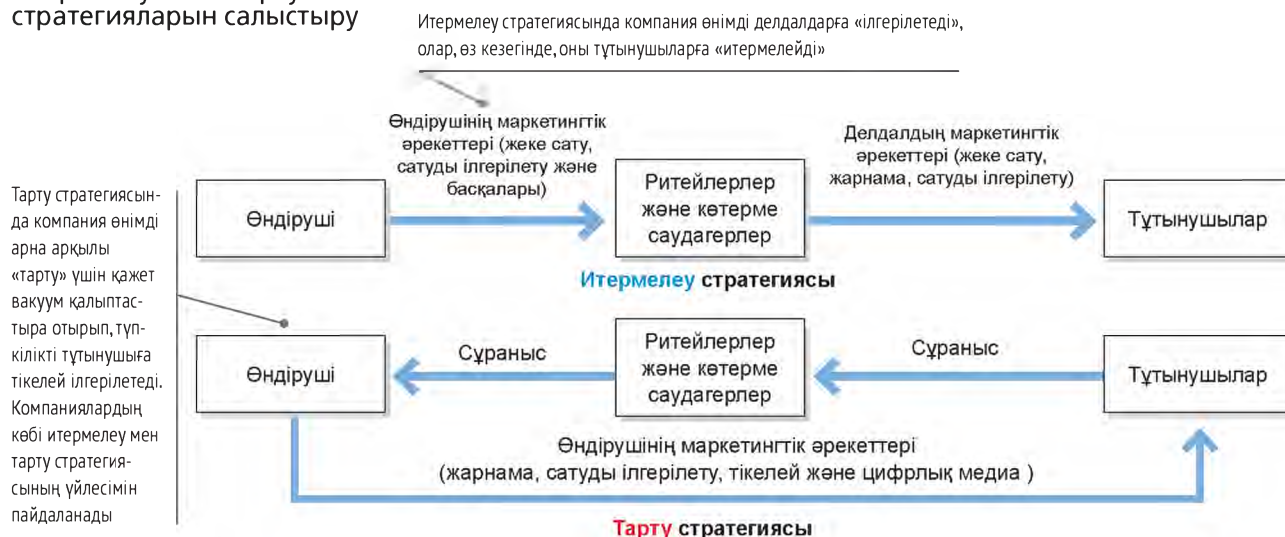 стратегияларын салыстыру
Итермелеу стратегиясында компания өнімді делдалдарға «ілгерілетеді»,
олар, өз кезегінде, оны тұтынушыларға «итермелейді»
Өндірушінің маркетингтік
әрекеттері (жеке сату,
сатуды ілгерілету және
басқалары)
Делдалдың маркетингтік
әрекеттері (жеке сату,
жарнама, сатуды ілгерілету)
Өндіруші
Ритейлерлер
және көтерме
саудагерлер
Тұтынушылар
Итермелеу стратегиясы
Тарту стратегиясын-
да компания өнімді
арна арқылы
«тарту» үшін қажет
вакуум қалыптас-
тыра отырып, түп-
кілікті тұтынушыға
тікелей ілгерілетеді.
Компаниялардың
көбі итермелеу мен
тарту стратегия-
сының үйлесімін
пайдаланады
Өндіруші
Сұраныс
Ритейлерлер
және көтерме
саудагерлер
Сұраныс
Тұтынушылар
Өндірушінің маркетингтік әрекеттері
(жарнама, сатуды ілгерілету, тікелей және цифрлық медиа )
Тарту стратегиясы